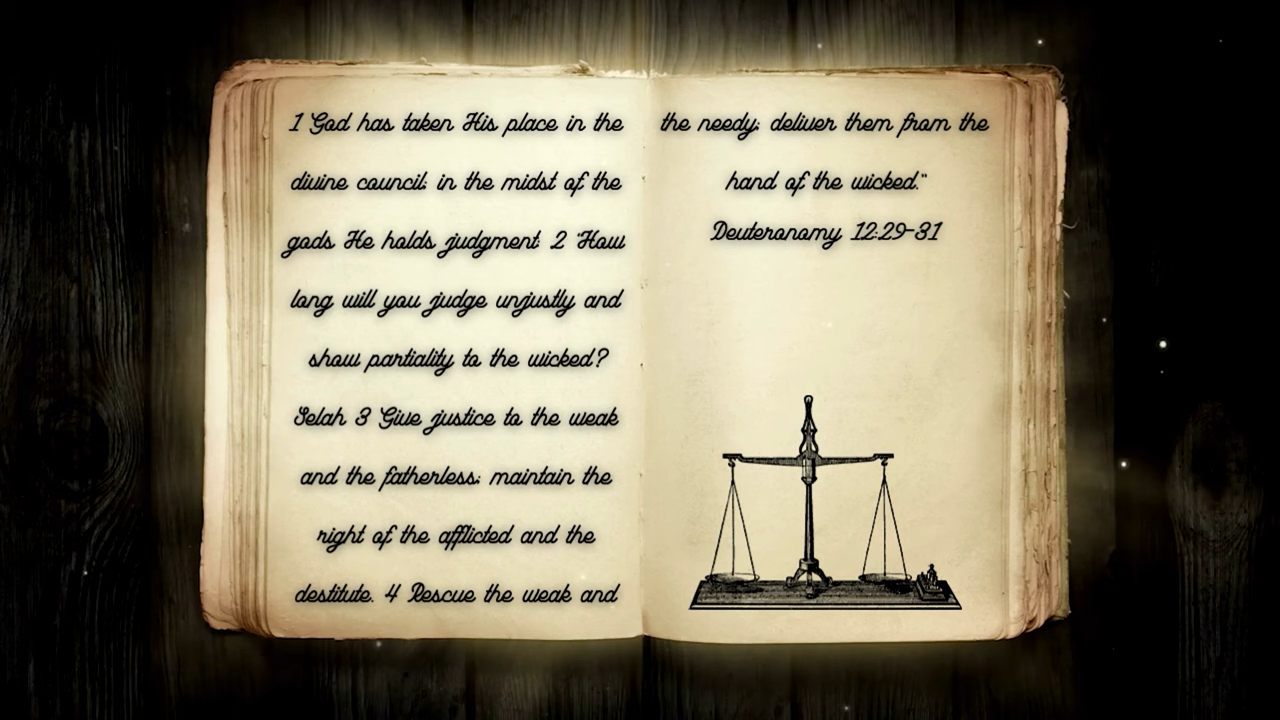 1 God has taken His place in the
divine council; in the midst of the
gods He holds judgment: 2 "How
long will you judge unjustly and
show partiality to the wicked?
Selah 3 Give justice to the weak
and the fatherless; maintain the
right of the afflicted and the
destitute. 4 Rescue the weak and
the needy; deliver them from the
hand of the wicked."
Deuteronomy 12:29-31